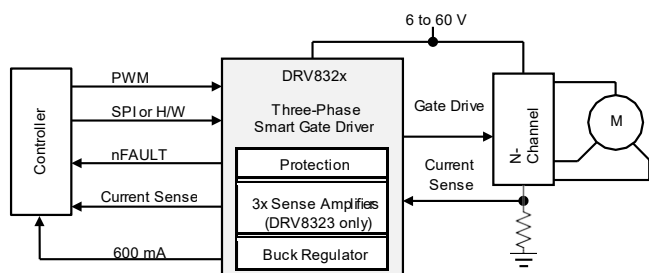 6 to 60 V
DRV832x
PWM
Three-Phase
Smart Gate Driver
SPI or H/W
Controller
Gate Drive
N-
Channel
M
nFAULT
Protection
Current
Sense
Current Sense
3x Sense Amplifiers
(DRV8323 only)
600 mA
Buck Regulator